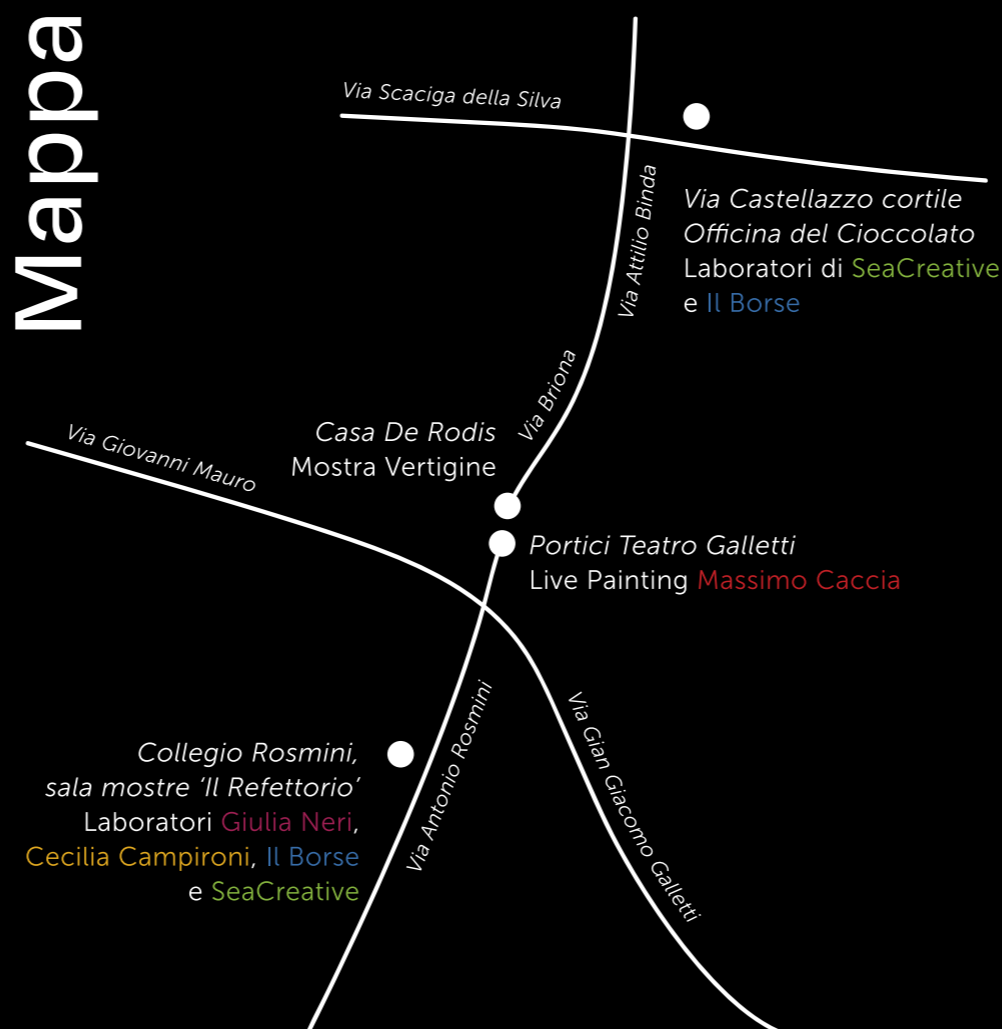 Mappa
Via Scaciga della Silva
Via Attilio Binda
Via Castellazzo cortile
Officina del Cioccolato
Laboratori di SeaCreative
e Il Borse
Via Briona
Casa De Rodis
Mostra Vertigine
Via Giovanni Mauro
Portici Teatro Galletti
Live Painting Massimo Caccia
Via Antonio Rosmini
Via Gian Giacomo Galletti
Collegio Rosmini,
sala mostre ‘Il Refettorio’
Laboratori Giulia Neri,
Cecilia Campironi, Il Borse
e SeaCreative